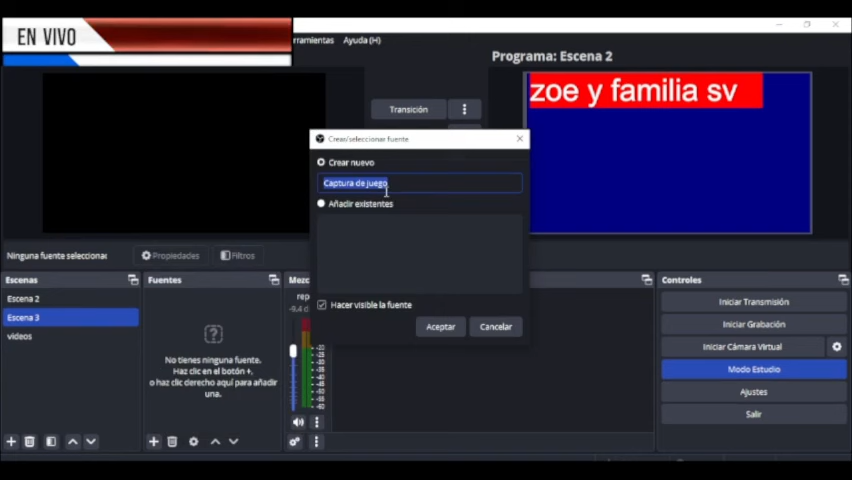 EN VIVO
rramientas Ayuda (H)
Programa: Escena 2
zoe y familia sv
Transición
Crear/seleccionar fuente
Crear nuevo
Captura de juego
Añadir existentes
Hacer visible la fuente
Aceptar Cancelar
Ninguna fuente seleccionad
Propiedades
Filtros
Escenas
Escena 2
Escena 3
videos
Fuentes
No tienes ninguna fuente.
Haz clic en el botón +,
o haz clic derecho aquí para añadir
una.
Mezc
rep
-9.4 d
Controles
Iniciar Transmisión
Iniciar Grabación
Iniciar Cámara Virtual
Modo Estudio
Ajustes
Salir